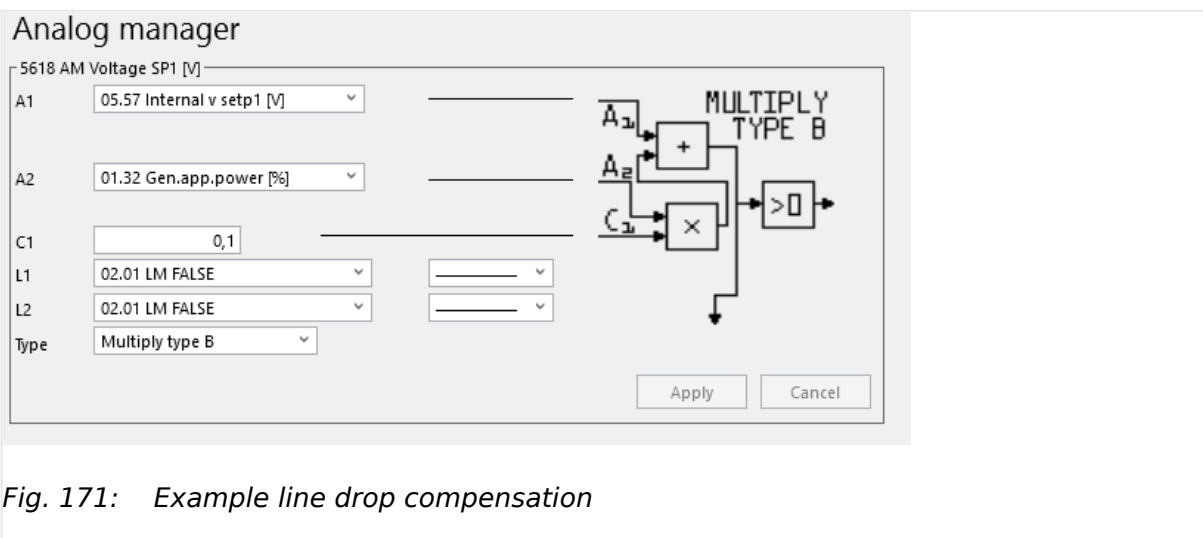 Analog manager
5618 AM Voltage SP1 [V]
A1 05.57 Internal v setp1 [V]
A2 01.32 Gen.app.power [%]
C1 0,1
L1 02.01 LM FALSE
L2 02.01 LM FALSE
Type Multiply type B
MULTIPLY
TYPE B
A1
+
A2
>0
C1
×
Apply Cancel
Fig. 171: Example line drop compensation